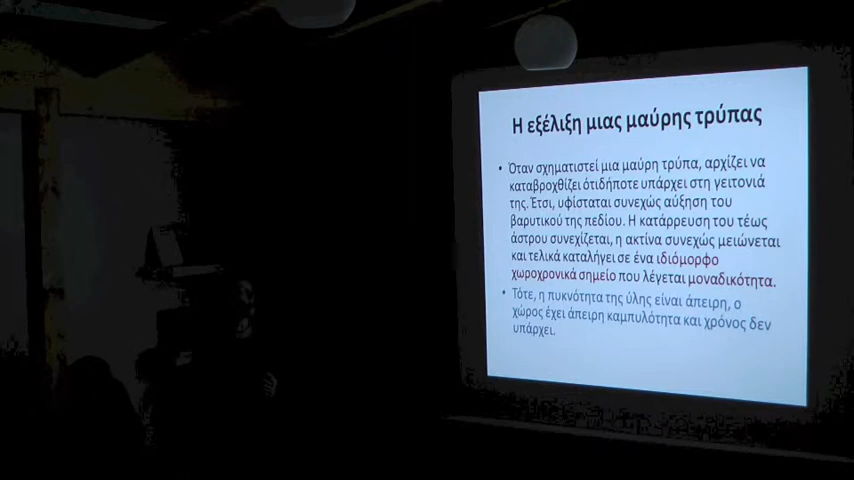 Η εξέλιξη μιας μαύρης τρύπας
• Όταν σχηματιστεί μια μαύρη τρύπα, αρχίζει να
καταβροχθίζει ότιδήποτε υπάρχει στη γειτονιά
της. Έτσι, υφίσταται συνεχώς αύξηση του
βαρυτικού της πεδίου. Η κατάρρευση του τέως
άστρου συνεχίζεται, η ακτίνα συνεχώς μειώνεται
και τελικά καταλήγει σε ένα ιδιόμορφο
χωροχρονικά σημείο που λέγεται μοναδικότητα.
• Τότε, η πυκνότητα της ύλης είναι άπειρη, ο
χώρος έχει άπειρη καμπυλότητα και χρόνος δεν
υπάρχει.